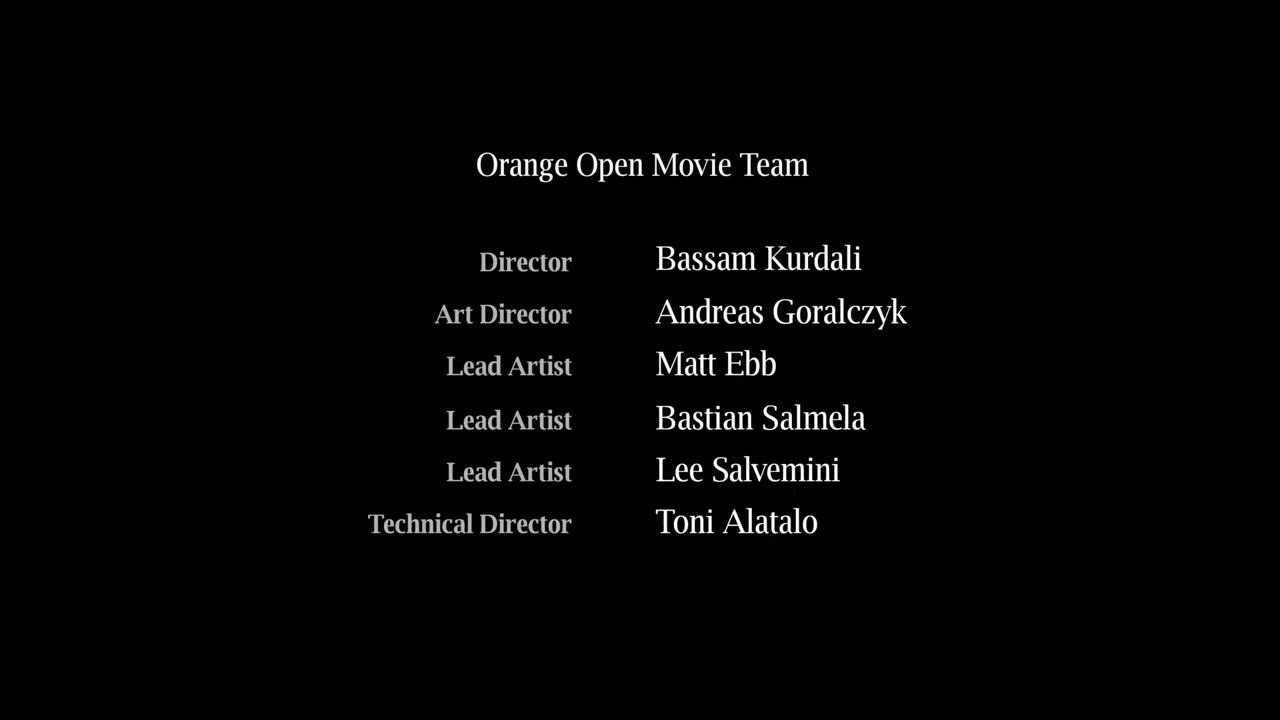 Orange Open Movie Team
Director Bassam Kurdali
Art Director Andreas Goralczyk
Lead Artist Matt Ebb
Lead Artist Bastian Salmela
Lead Artist Lee Salvemini
Technical Director Toni Alatalo